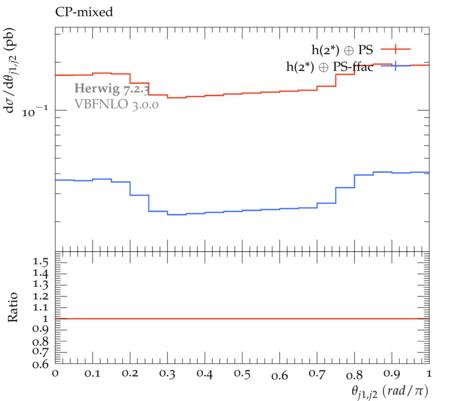 CP-mixed
dσ/dθj1,j2 (pb)
h(2*) ⊕ PS
h(2*) ⊕ PS-ffac
Herwig 7.2.3
VBFNLO 3.0.0
10⁻¹
Ratio
1.5
1.4
1.3
1.2
1.1
1
0.9
0.8
0.7
0.6
0 0.1 0.2 0.3 0.4 0.5 0.6 0.7 0.8 0.9 1
θj1,j2 (rad/π)